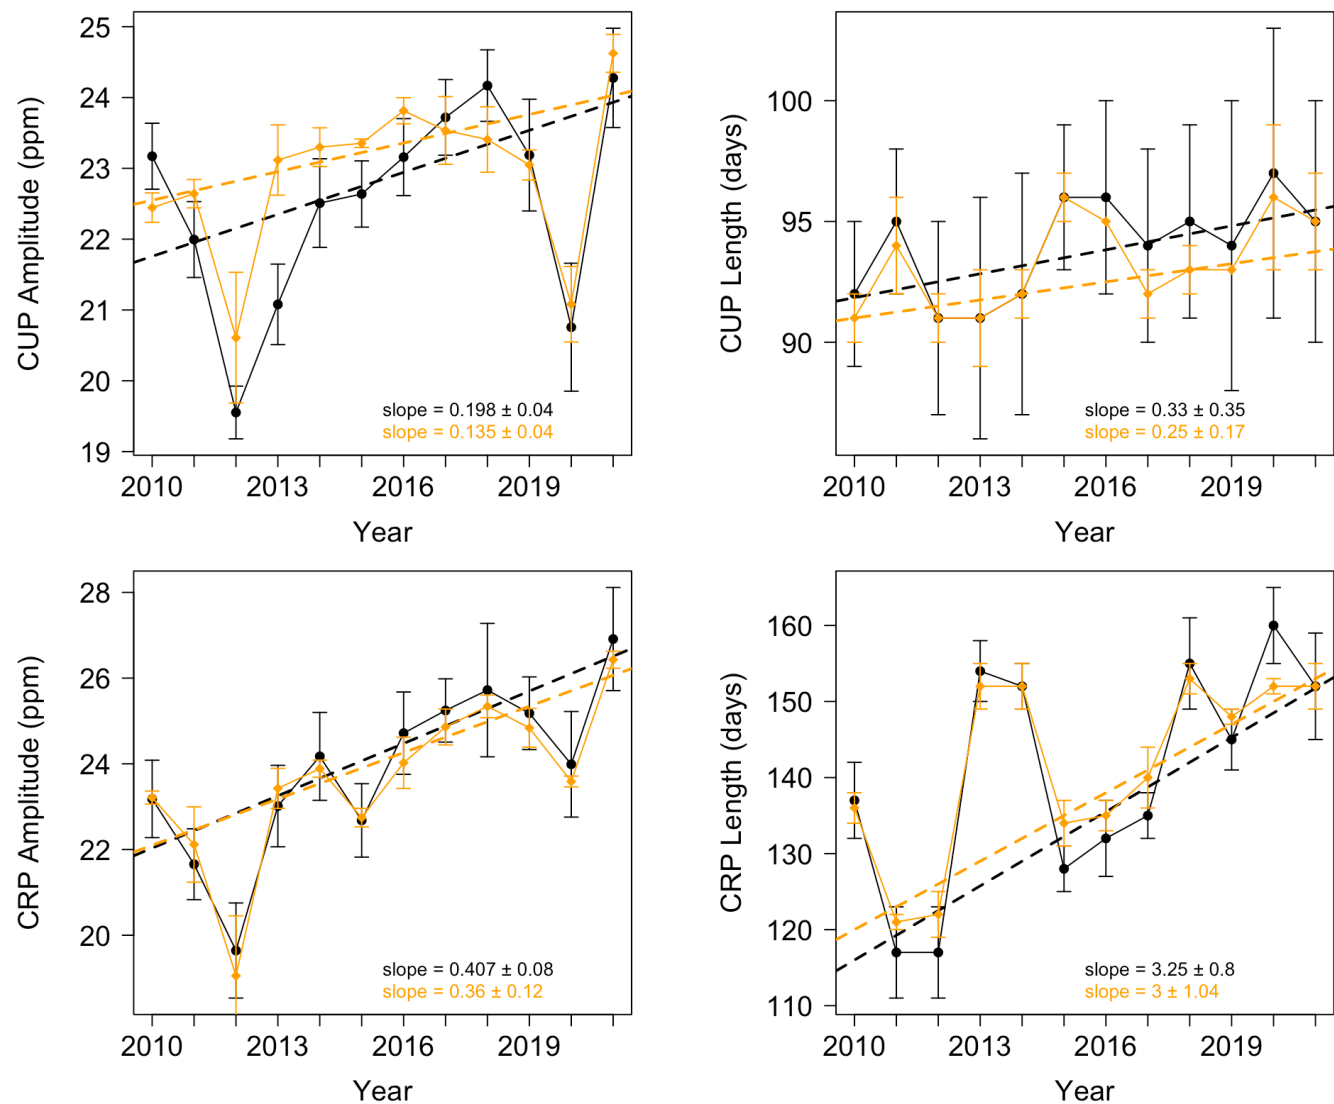 25
24
23
22
21
20
19
CUP Amplitude (ppm)
slope = 0.198 ± 0.04
slope = 0.135 ± 0.04
2010 2013 2016 2019
Year
100
95
90
CUP Length (days)
slope = 0.33 ± 0.35
slope = 0.25 ± 0.17
2010 2013 2016 2019
Year
28
26
24
22
20
CRP Amplitude (ppm)
slope = 0.407 ± 0.08
slope = 0.36 ± 0.12
2010 2013 2016 2019
Year
160
150
140
130
120
110
CRP Length (days)
slope = 3.25 ± 0.8
slope = 3 ± 1.04
2010 2013 2016 2019
Year